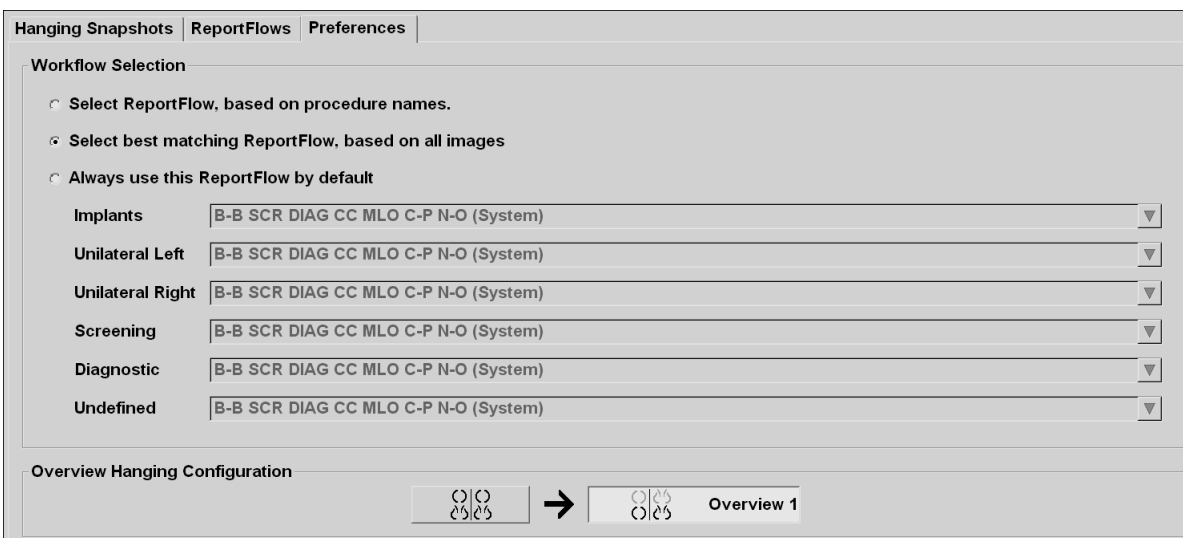 Hanging Snapshots ReportFlows Preferences
Workflow Selection
Select ReportFlow, based on procedure names.
Select best matching ReportFlow, based on all images
Always use this ReportFlow by default
Implants B-B SCR DIAG CC MLO C-P N-O (System)
Unilateral Left B-B SCR DIAG CC MLO C-P N-O (System)
Unilateral Right B-B SCR DIAG CC MLO C-P N-O (System)
Screening B-B SCR DIAG CC MLO C-P N-O (System)
Diagnostic B-B SCR DIAG CC MLO C-P N-O (System)
Undefined B-B SCR DIAG CC MLO C-P N-O (System)
Overview Hanging Configuration
Overview 1